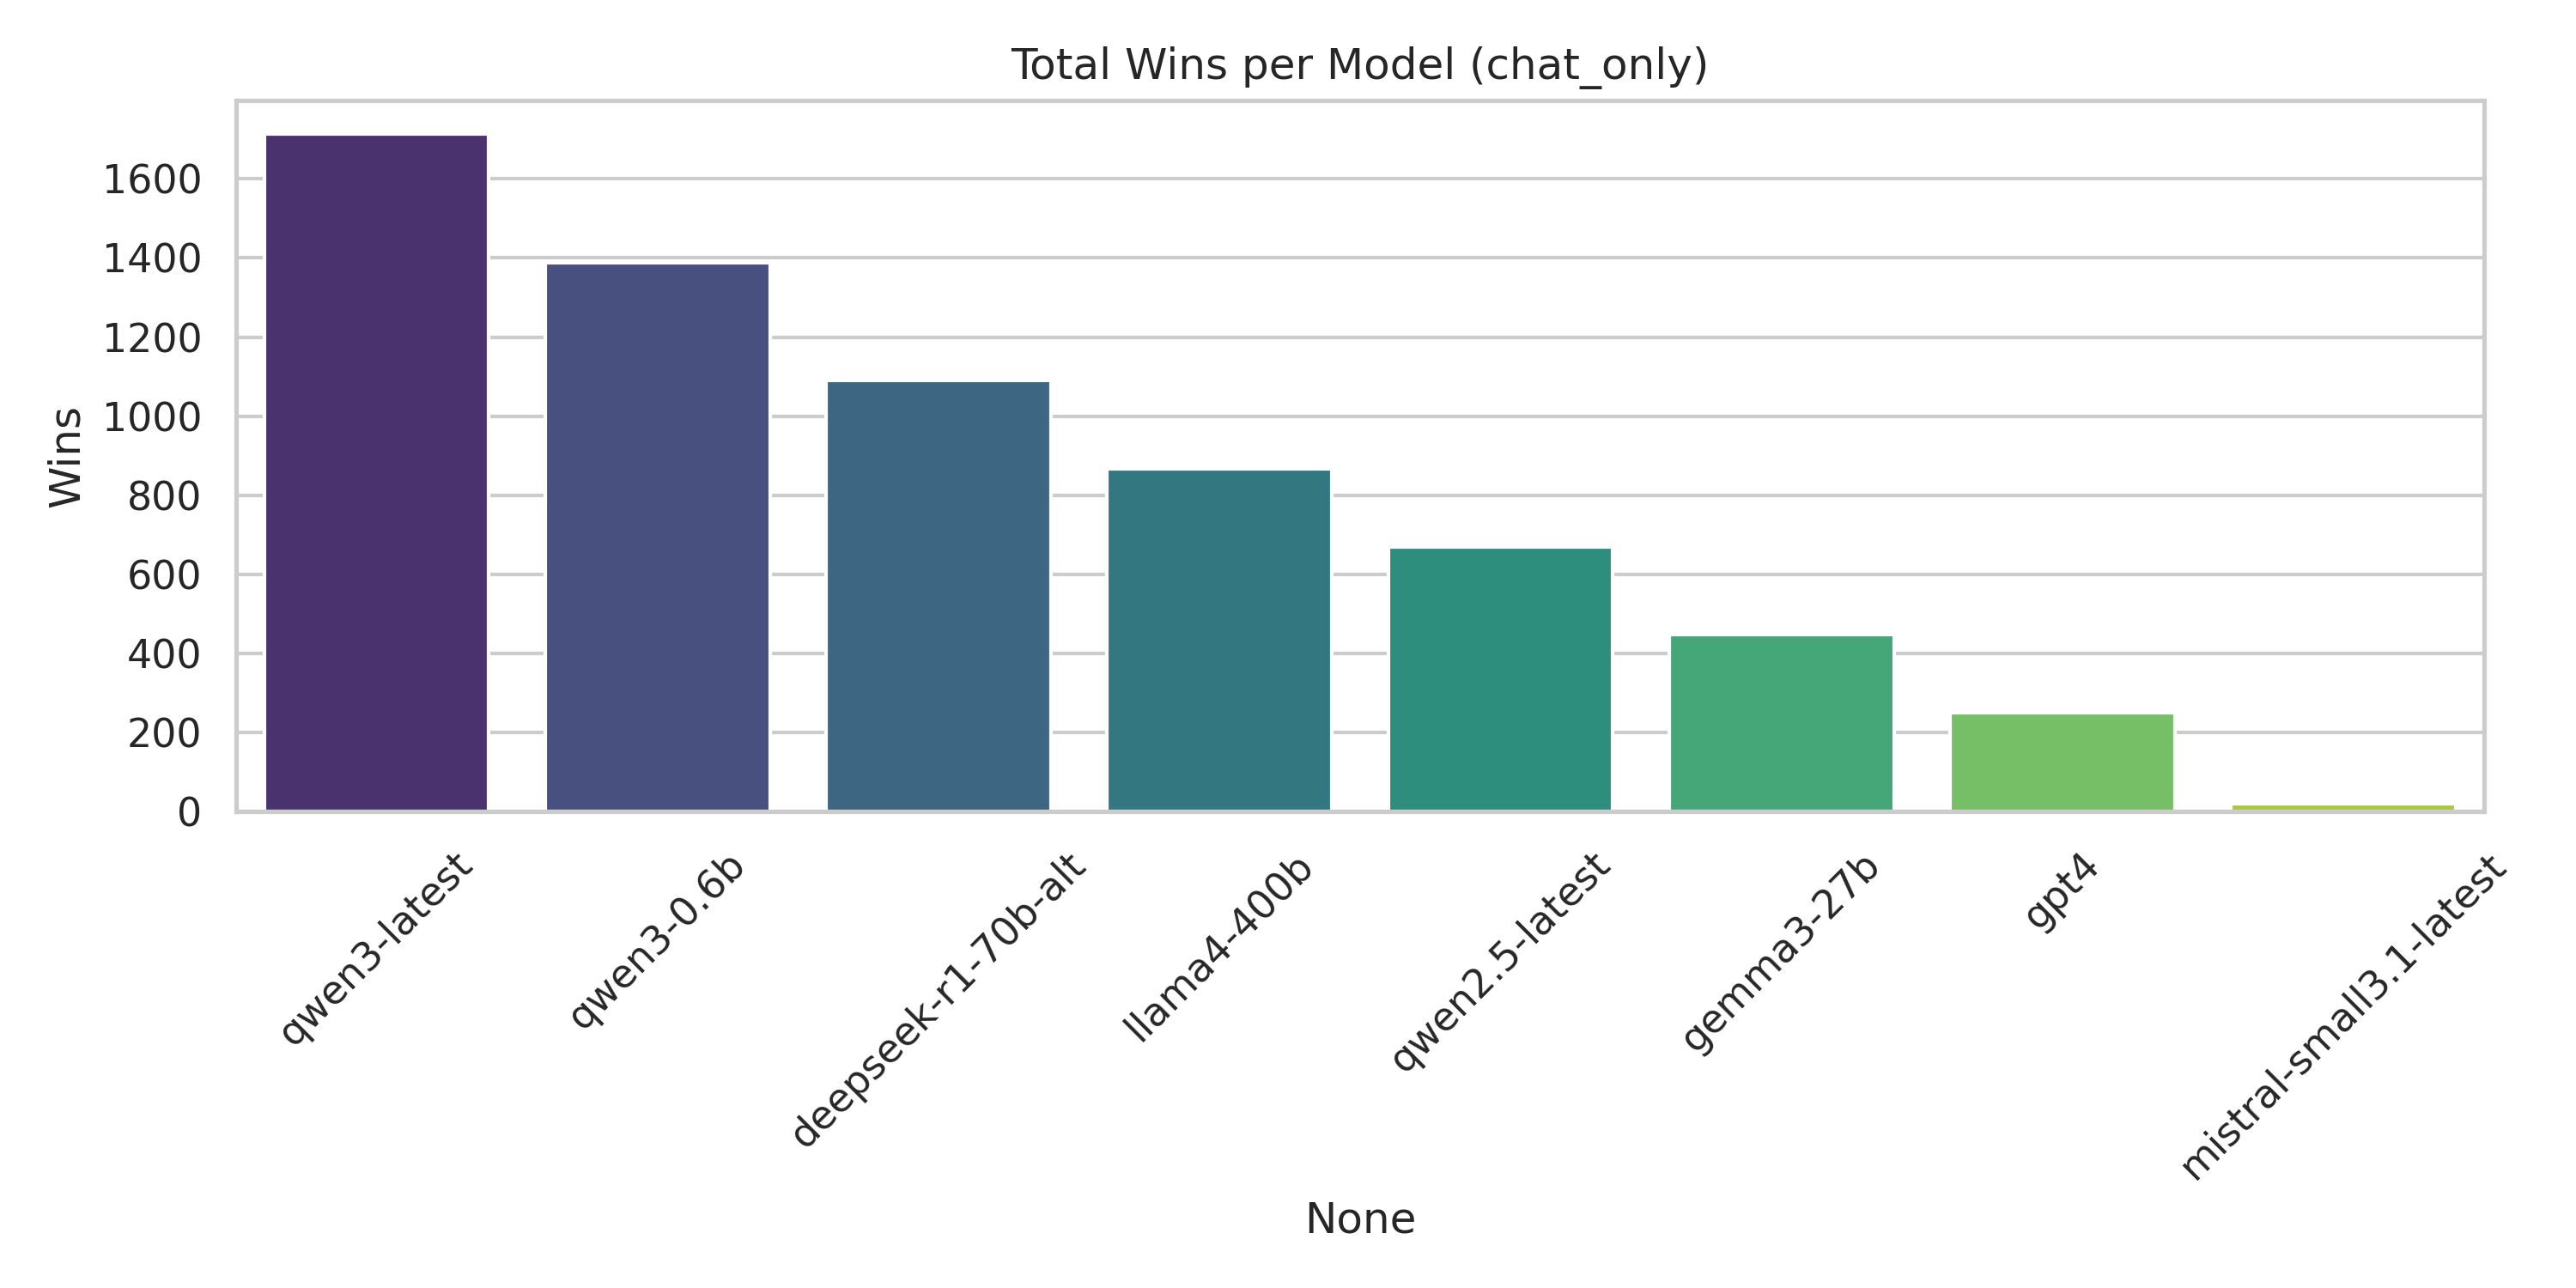 Total Wins per Model (chat_only)
Wins
1600
1400
1200
1000
800
600
400
200
0
qwen3-latest
qwen3-0.6b
deepseek-r1-70b-alt
llama4-400b
qwen2.5-latest
gemma3-27b
gpt4
mistral-small3.1-latest
None